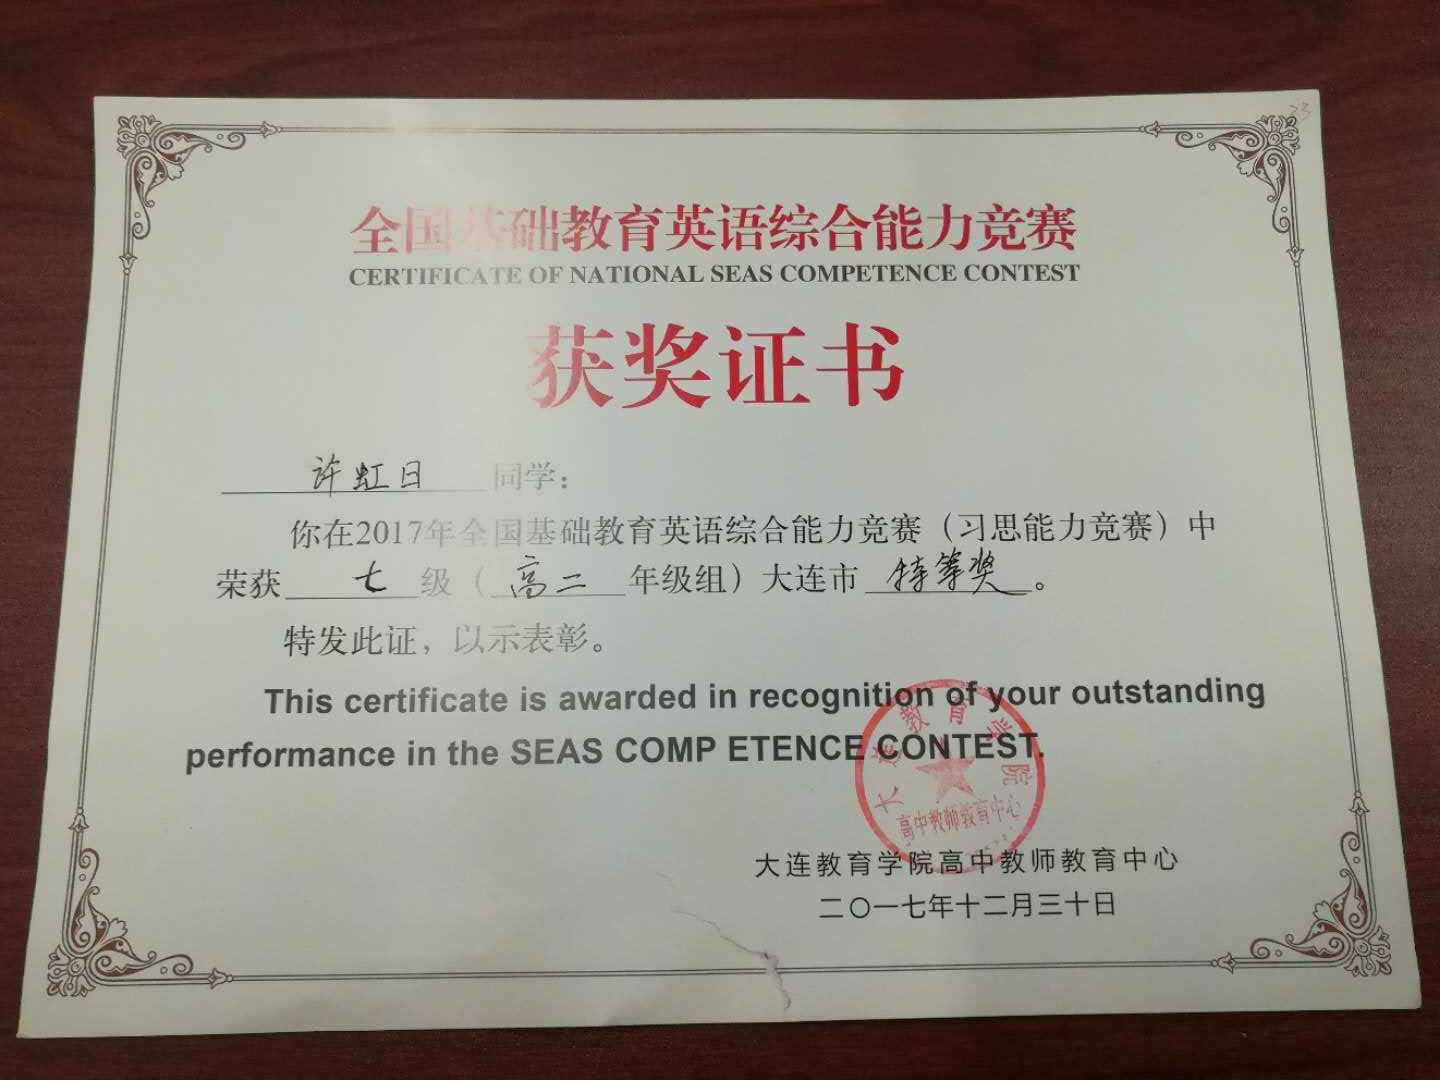 全国基础教育英语综合能力竞赛
CERTIFICATE OF NATIONAL SEAS COMPETENCE CONTEST
获奖证书
许虹日 同学：
你在2017年全国基础教育英语综合能力竞赛（习思能力竞赛）中
荣获 七 级（ 高二 年级组）大连市 特等奖 。
特发此证，以示表彰。
This certificate is awarded in recognition of your outstanding
performance in the SEAS COMP ETENCE CONTEST.
大连教育学院
高中教师教育中心
大连教育学院高中教师教育中心
二〇一七年十二月三十日